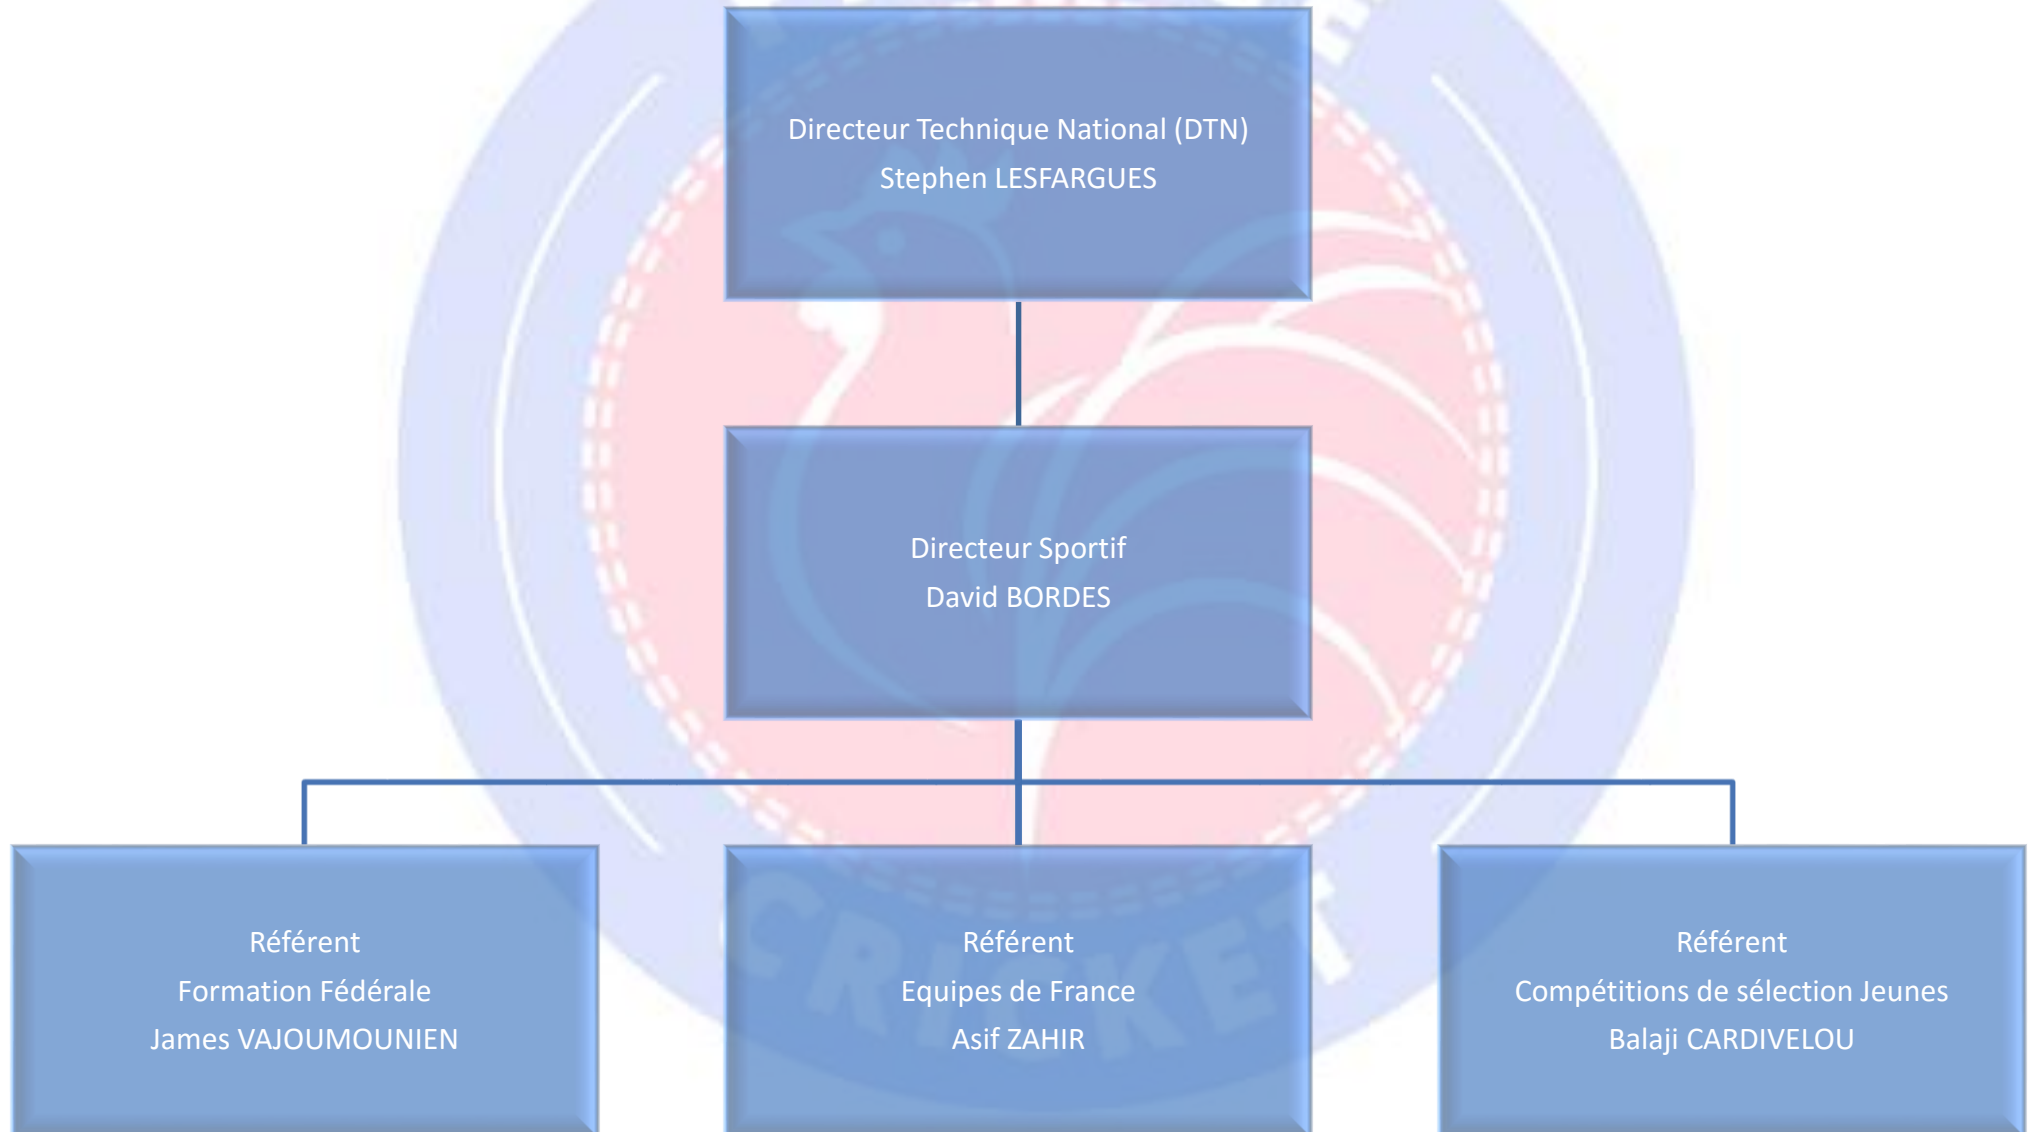 Directeur Technique National (DTN)
Stephen LESFARGUES
Directeur Sportif
David BORDES
Référent
Formation Fédérale
James VAJOUMOUNIEN
Référent
Equipes de France
Asif ZAHIR
Référent
Compétitions de sélection Jeunes
Balaji CARDIVELOU
CRICKET